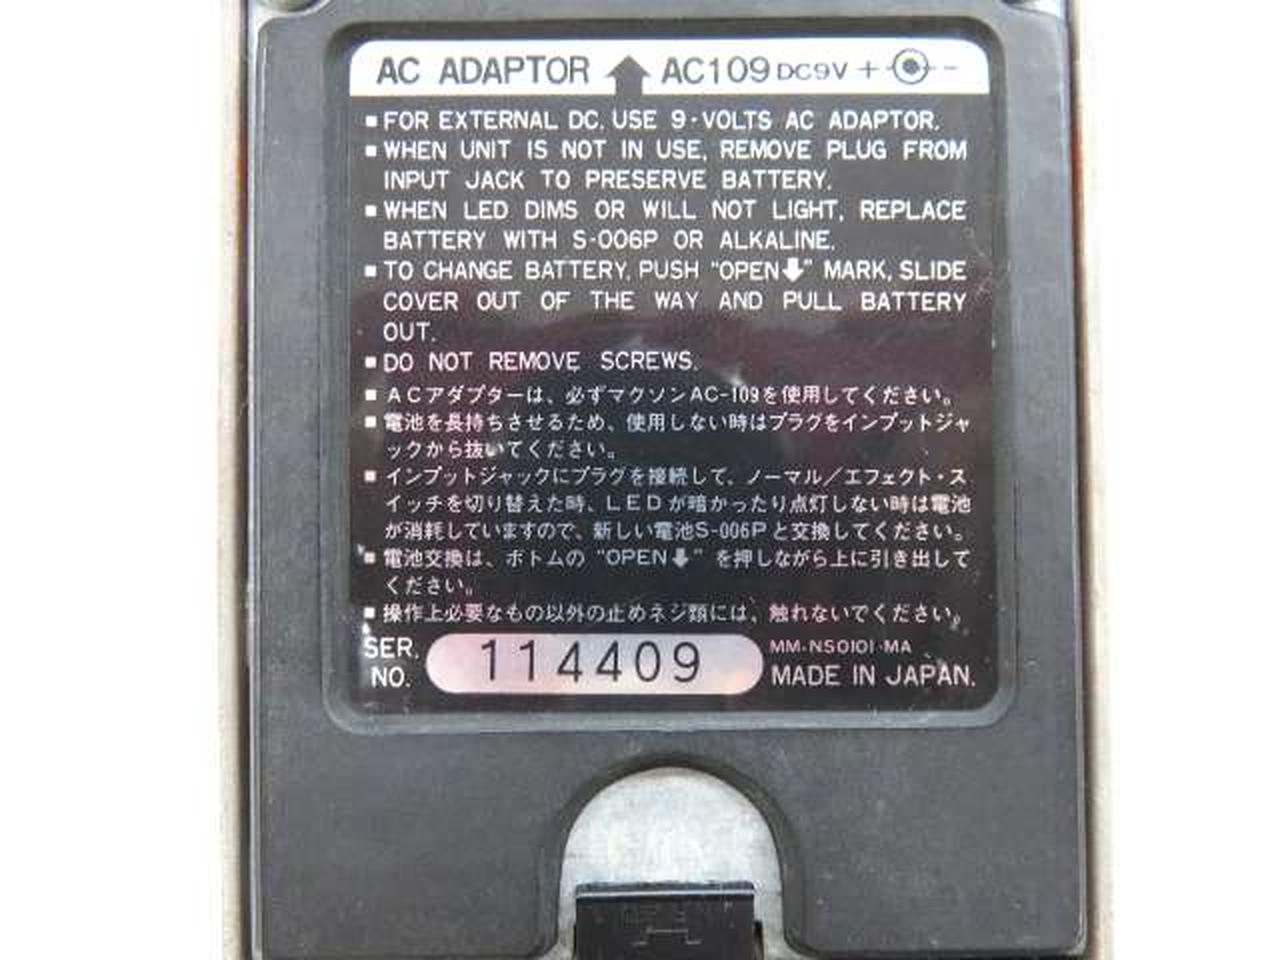 AC ADAPTOR ⬆ AC109 DC9V + -
▪ FOR EXTERNAL DC, USE 9-VOLTS AC ADAPTOR.
▪ WHEN UNIT IS NOT IN USE, REMOVE PLUG FROM
INPUT JACK TO PRESERVE BATTERY.
▪ WHEN LED DIMS OR WILL NOT LIGHT, REPLACE
BATTERY WITH S-006P OR ALKALINE.
▪ TO CHANGE BATTERY, PUSH "OPEN⬇" MARK, SLIDE
COVER OUT OF THE WAY AND PULL BATTERY
OUT.
▪ DO NOT REMOVE SCREWS.
▪ ACアダプターは、必ずマクソンAC-109を使用してください。
▪ 電池を長持ちさせるため、使用しない時はプラグをインプットジャ
ックから抜いてください。
▪ インプットジャックにプラグを接続して、ノーマル/エフェクト・ス
イッチを切り替えた時、LEDが暗かったり点灯しない時は電池
が消耗していますので、新しい電池S-006Pと交換してください。
▪ 電池交換は、ボトムの "OPEN⬇" を押しながら上に引き出して
ください。
▪ 操作上必要なもの以外の止めネジ類には、触れないでください。
SER. NO. 114409
MM-NS0101-MA
MADE IN JAPAN.